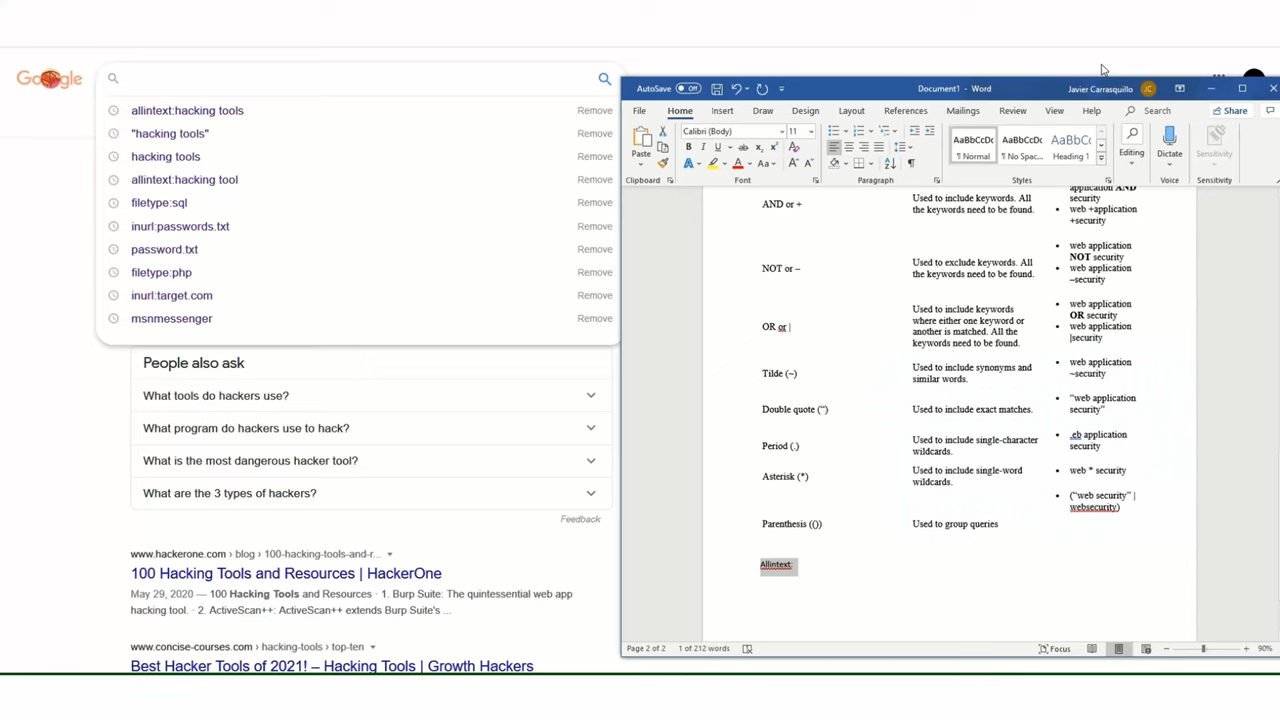 Google
allintext:hacking tools Remove
"hacking tools" Remove
hacking tools Remove
allintext:hacking tool Remove
filetype:sql Remove
inurl:passwords.txt Remove
password.txt Remove
filetype:php Remove
inurl:target.com Remove
msnmessenger Remove
People also ask
What tools do hackers use?
What program do hackers use to hack?
What is the most dangerous hacker tool?
What are the 3 types of hackers?
Feedback
www.hackerone.com › blog › 100-hacking-tools-and-r...
100 Hacking Tools and Resources | HackerOne
May 29, 2020 — 100 Hacking Tools and Resources · 1. Burp Suite: The quintessential web app
hacking tool. · 2. ActiveScan++: ActiveScan++ extends Burp Suite's ...
www.concise-courses.com › hacking-tools › top-ten
Best Hacker Tools of 2021! – Hacking Tools | Growth Hackers
AutoSave Off Document1 - Word Javier Carrasquillo JC
File Home Insert Draw Design Layout References Mailings Review View Help Search Share
Calibri (Body) 11
Paste
AaBbCcDc AaBbCcDc AaBbCc
¶ Normal ¶ No Spac... Heading 1
Editing Dictate Sensitivity
Clipboard Font Paragraph Styles Voice Sensitivity
application AND
security
AND or +
Used to include keywords. All
the keywords need to be found.
• web +application
+security
NOT or –
Used to exclude keywords. All
the keywords need to be found.
• web application
NOT security
• web application
–security
OR or |
Used to include keywords
where either one keyword or
another is matched. All the
keywords need to be found.
• web application
OR security
• web application
|security
Tilde (~)
Used to include synonyms and
similar words.
• web application
~security
Double quote (")
Used to include exact matches.
• "web application
security"
Period (.)
Used to include single-character
wildcards.
• .eb application
security
Asterisk (*)
Used to include single-word
wildcards.
• web * security
Parenthesis (())
Used to group queries
• ("web security" |
websecurity)
Allintext:
Page 2 of 2 1 of 212 words Focus 90%